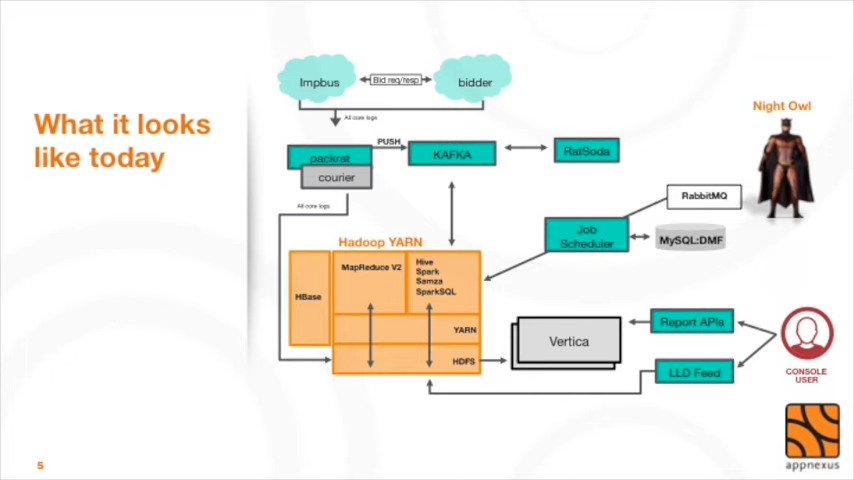 What it looks
like today
Impbus
Bid req/resp
bidder
All core logs
PUSH
packrat
courier
KAFKA
RatSoda
All core logs
Night Owl
RabbitMQ
Job
Scheduler
MySQL:DMF
Hadoop YARN
HBase
MapReduce V2
Hive
Spark
Samza
SparkSQL
YARN
HDFS
Vertica
Report APIs
LLD Feed
CONSOLE
USER
5
appnexus